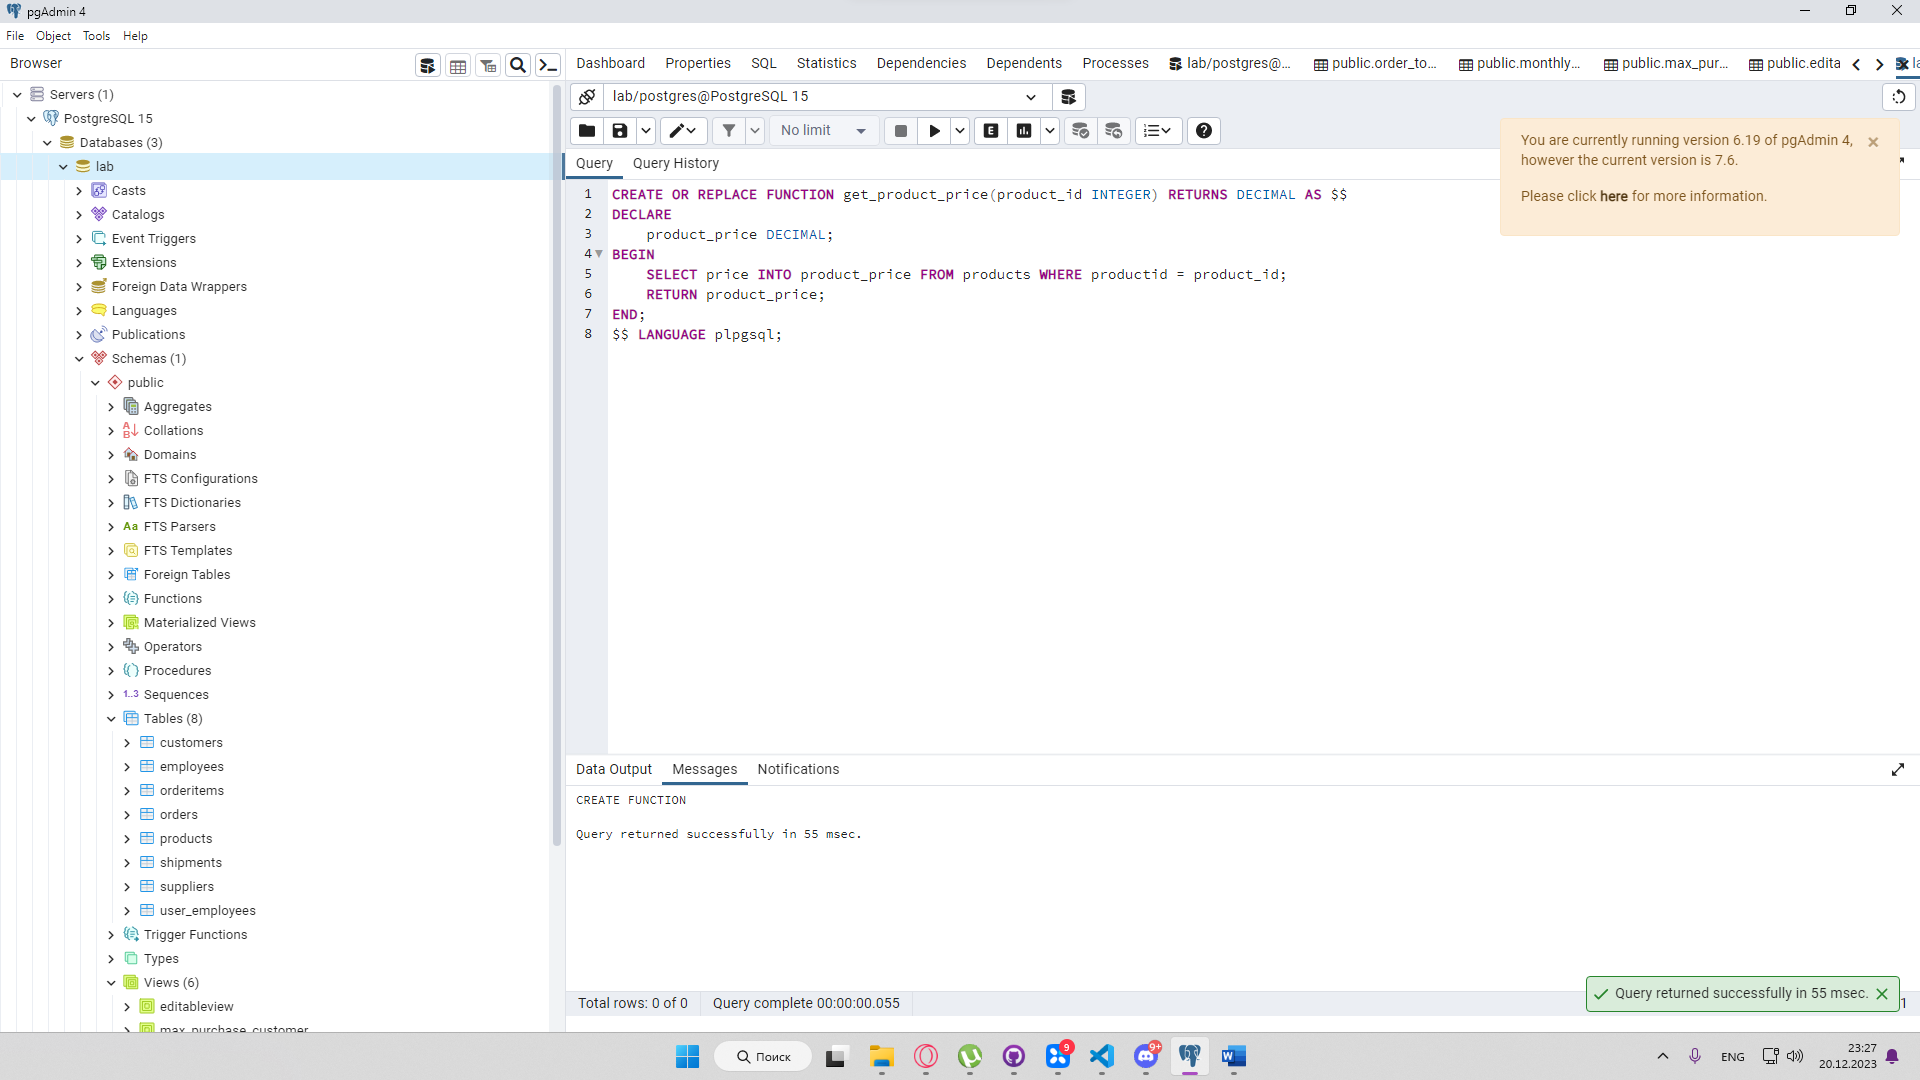 pgAdmin 4
File Object Tools Help
Browser
Dashboard Properties SQL Statistics Dependencies Dependents Processes lab/postgres@... public.order_to... public.monthly... public.max_pur... public.edita
Servers (1)
PostgreSQL 15
Databases (3)
lab
Casts
Catalogs
Event Triggers
Extensions
Foreign Data Wrappers
Languages
Publications
Schemas (1)
public
Aggregates
Collations
Domains
FTS Configurations
FTS Dictionaries
Aa FTS Parsers
FTS Templates
Foreign Tables
Functions
Materialized Views
Operators
Procedures
1..3 Sequences
Tables (8)
customers
employees
orderitems
orders
products
shipments
suppliers
user_employees
Trigger Functions
Types
Views (6)
editableview
max_purchase_customer
lab/postgres@PostgreSQL 15
No limit
E
Query Query History
1 CREATE OR REPLACE FUNCTION get_product_price(product_id INTEGER) RETURNS DECIMAL AS $$
2 DECLARE
3 product_price DECIMAL;
4 BEGIN
5 SELECT price INTO product_price FROM products WHERE productid = product_id;
6 RETURN product_price;
7 END;
8 $$ LANGUAGE plpgsql;
You are currently running version 6.19 of pgAdmin 4,
however the current version is 7.6.
Please click here for more information.
Data Output Messages Notifications
CREATE FUNCTION
Query returned successfully in 55 msec.
Total rows: 0 of 0 Query complete 00:00:00.055
Query returned successfully in 55 msec.
1
Поиск
9
9+
ENG
23:27
20.12.2023